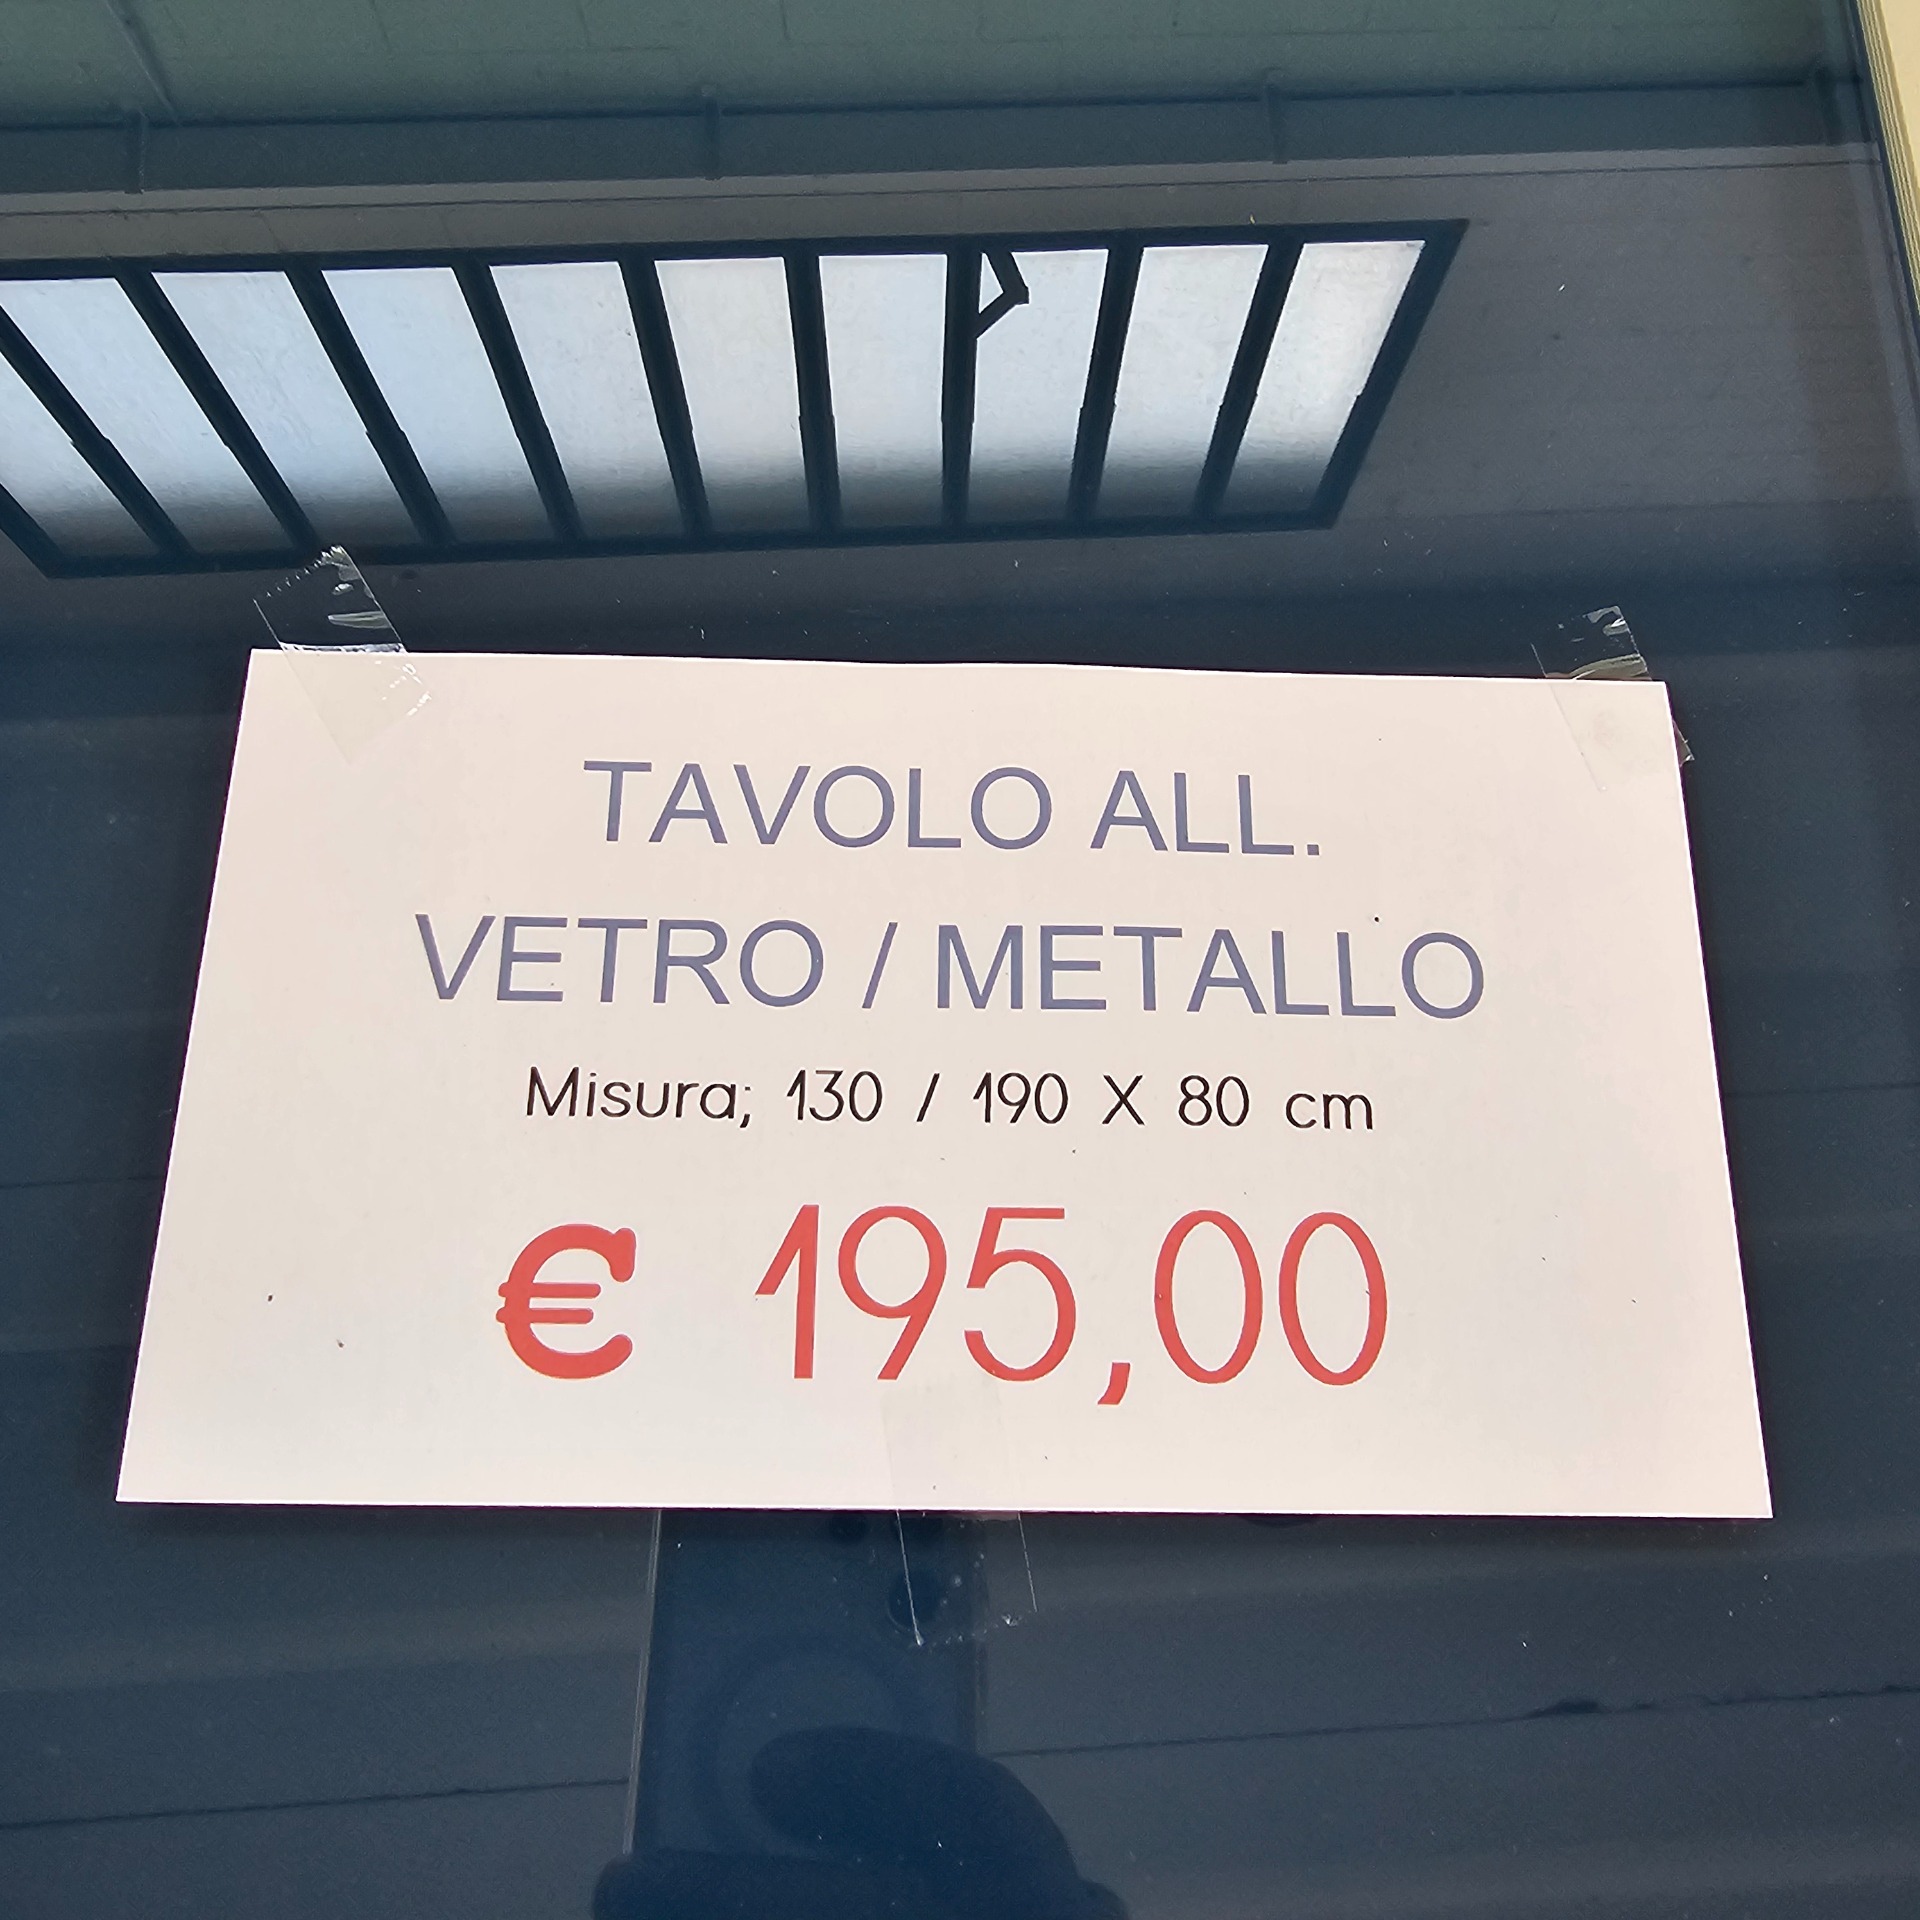 TAVOLO ALL.
VETRO / METALLO
Misura; 130 / 190 X 80 cm
€ 195,00